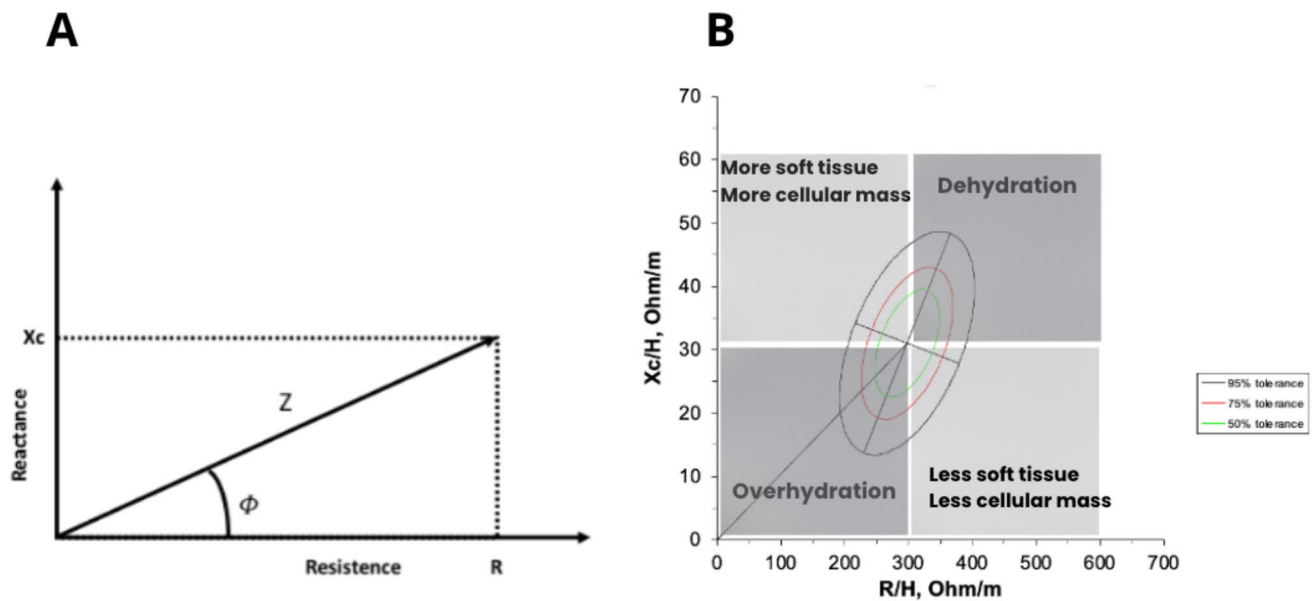 A
Xc
Reactance
Z
Φ
Resistence
R
B
70
60
50
40
30
20
10
0
Xc/H, Ohm/m
More soft tissue
More cellular mass
Dehydration
Overhydration
Less soft tissue
Less cellular mass
0 100 200 300 400 500 600 700
R/H, Ohm/m
95% tolerance
75% tolerance
50% tolerance